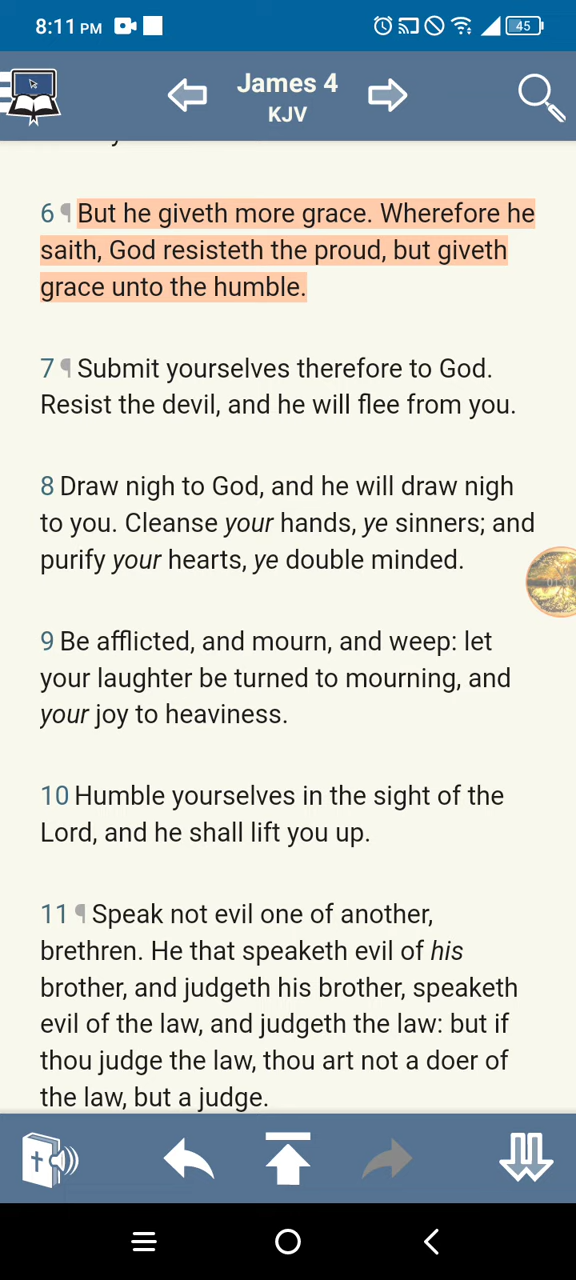 8:11 PM
45
James 4
KJV
6 ¶ But he giveth more grace. Wherefore he
saith, God resisteth the proud, but giveth
grace unto the humble.
7 ¶ Submit yourselves therefore to God.
Resist the devil, and he will flee from you.
8 Draw nigh to God, and he will draw nigh
to you. Cleanse your hands, ye sinners; and
purify your hearts, ye double minded.
9 Be afflicted, and mourn, and weep: let
your laughter be turned to mourning, and
your joy to heaviness.
10 Humble yourselves in the sight of the
Lord, and he shall lift you up.
11 ¶ Speak not evil one of another,
brethren. He that speaketh evil of his
brother, and judgeth his brother, speaketh
evil of the law, and judgeth the law: but if
thou judge the law, thou art not a doer of
the law, but a judge.